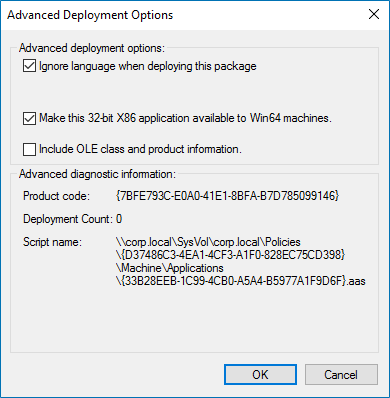 Advanced Deployment Options
Advanced deployment options:
Ignore language when deploying this package
Make this 32-bit X86 application available to Win64 machines.
Include OLE class and product information.
Advanced diagnostic information:
Product code: {7BFE793C-E0A0-41E1-8BFA-B7D785099146}
Deployment Count: 0
Script name: \\corp.local\SysVol\corp.local\Policies
\{D37486C3-4EA1-4CF3-A1F0-828EC75CD398}
\Machine\Applications
\{33B28EEB-1C99-4CB0-A5A4-B5977A1F9D6F}.aas
OK Cancel